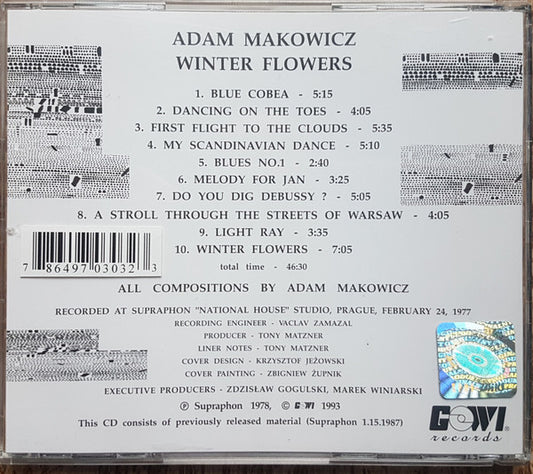 ADAM MAKOWICZ
WINTER FLOWERS
1. BLUE COBEA - 5:15
2. DANCING ON THE TOES - 4:05
3. FIRST FLIGHT TO THE CLOUDS - 5:35
4. MY SCANDINAVIAN DANCE - 5:10
5. BLUES NO.1 - 2:40
6. MELODY FOR JAN - 3:25
7. DO YOU DIG DEBUSSY ? - 5:05
8. A STROLL THROUGH THE STREETS OF WARSAW - 4:05
9. LIGHT RAY - 3:35
10. WINTER FLOWERS - 7:05
total time - 46:30
7 86497 03032 3
ALL COMPOSITIONS BY ADAM MAKOWICZ
RECORDED AT SUPRAPHON "NATIONAL HOUSE" STUDIO, PRAGUE, FEBRUARY 24, 1977
RECORDING ENGINEER - VACLAV ZAMAZAL
PRODUCER - TONY MATZNER
LINER NOTES - TONY MATZNER
COVER DESIGN - KRZYSZTOF JEŻOWSKI
COVER PAINTING - ZBIGNIEW ŻUPNIK
EXECUTIVE PRODUCERS - ZDZISŁAW GOGULSKI, MAREK WINIARSKI
℗ Supraphon 1978, © GOWI 1993
This CD consists of previously released material (Supraphon 1.15.1987)
GOWI®
records